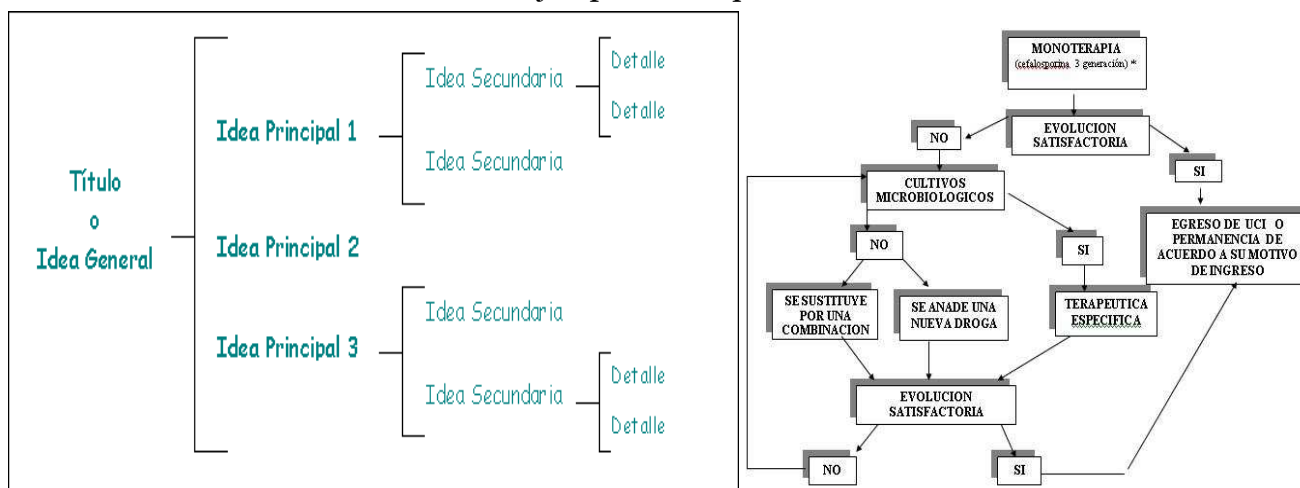 Detalle
Idea Secundaria
Detalle
Idea Principal 1
Idea Secundaria
Título
o
Idea General
Idea Principal 2
Idea Secundaria
Idea Principal 3
Detalle
Idea Secundaria
Detalle
MONOTERAPIA
(cefalosporina 3 generación) *
EVOLUCION
SATISFACTORIA
NO
SI
CULTIVOS
MICROBIOLOGICOS
EGRESO DE UCI O
PERMANENCIA DE
ACUERDO A SU MOTIVO
DE INGRESO
NO
SI
SE SUSTITUYE
POR UNA
COMBINACION
SE ANADE UNA
NUEVA DROGA
TERAPEUTICA
ESPECIFICA
EVOLUCION
SATISFACTORIA
NO
SI